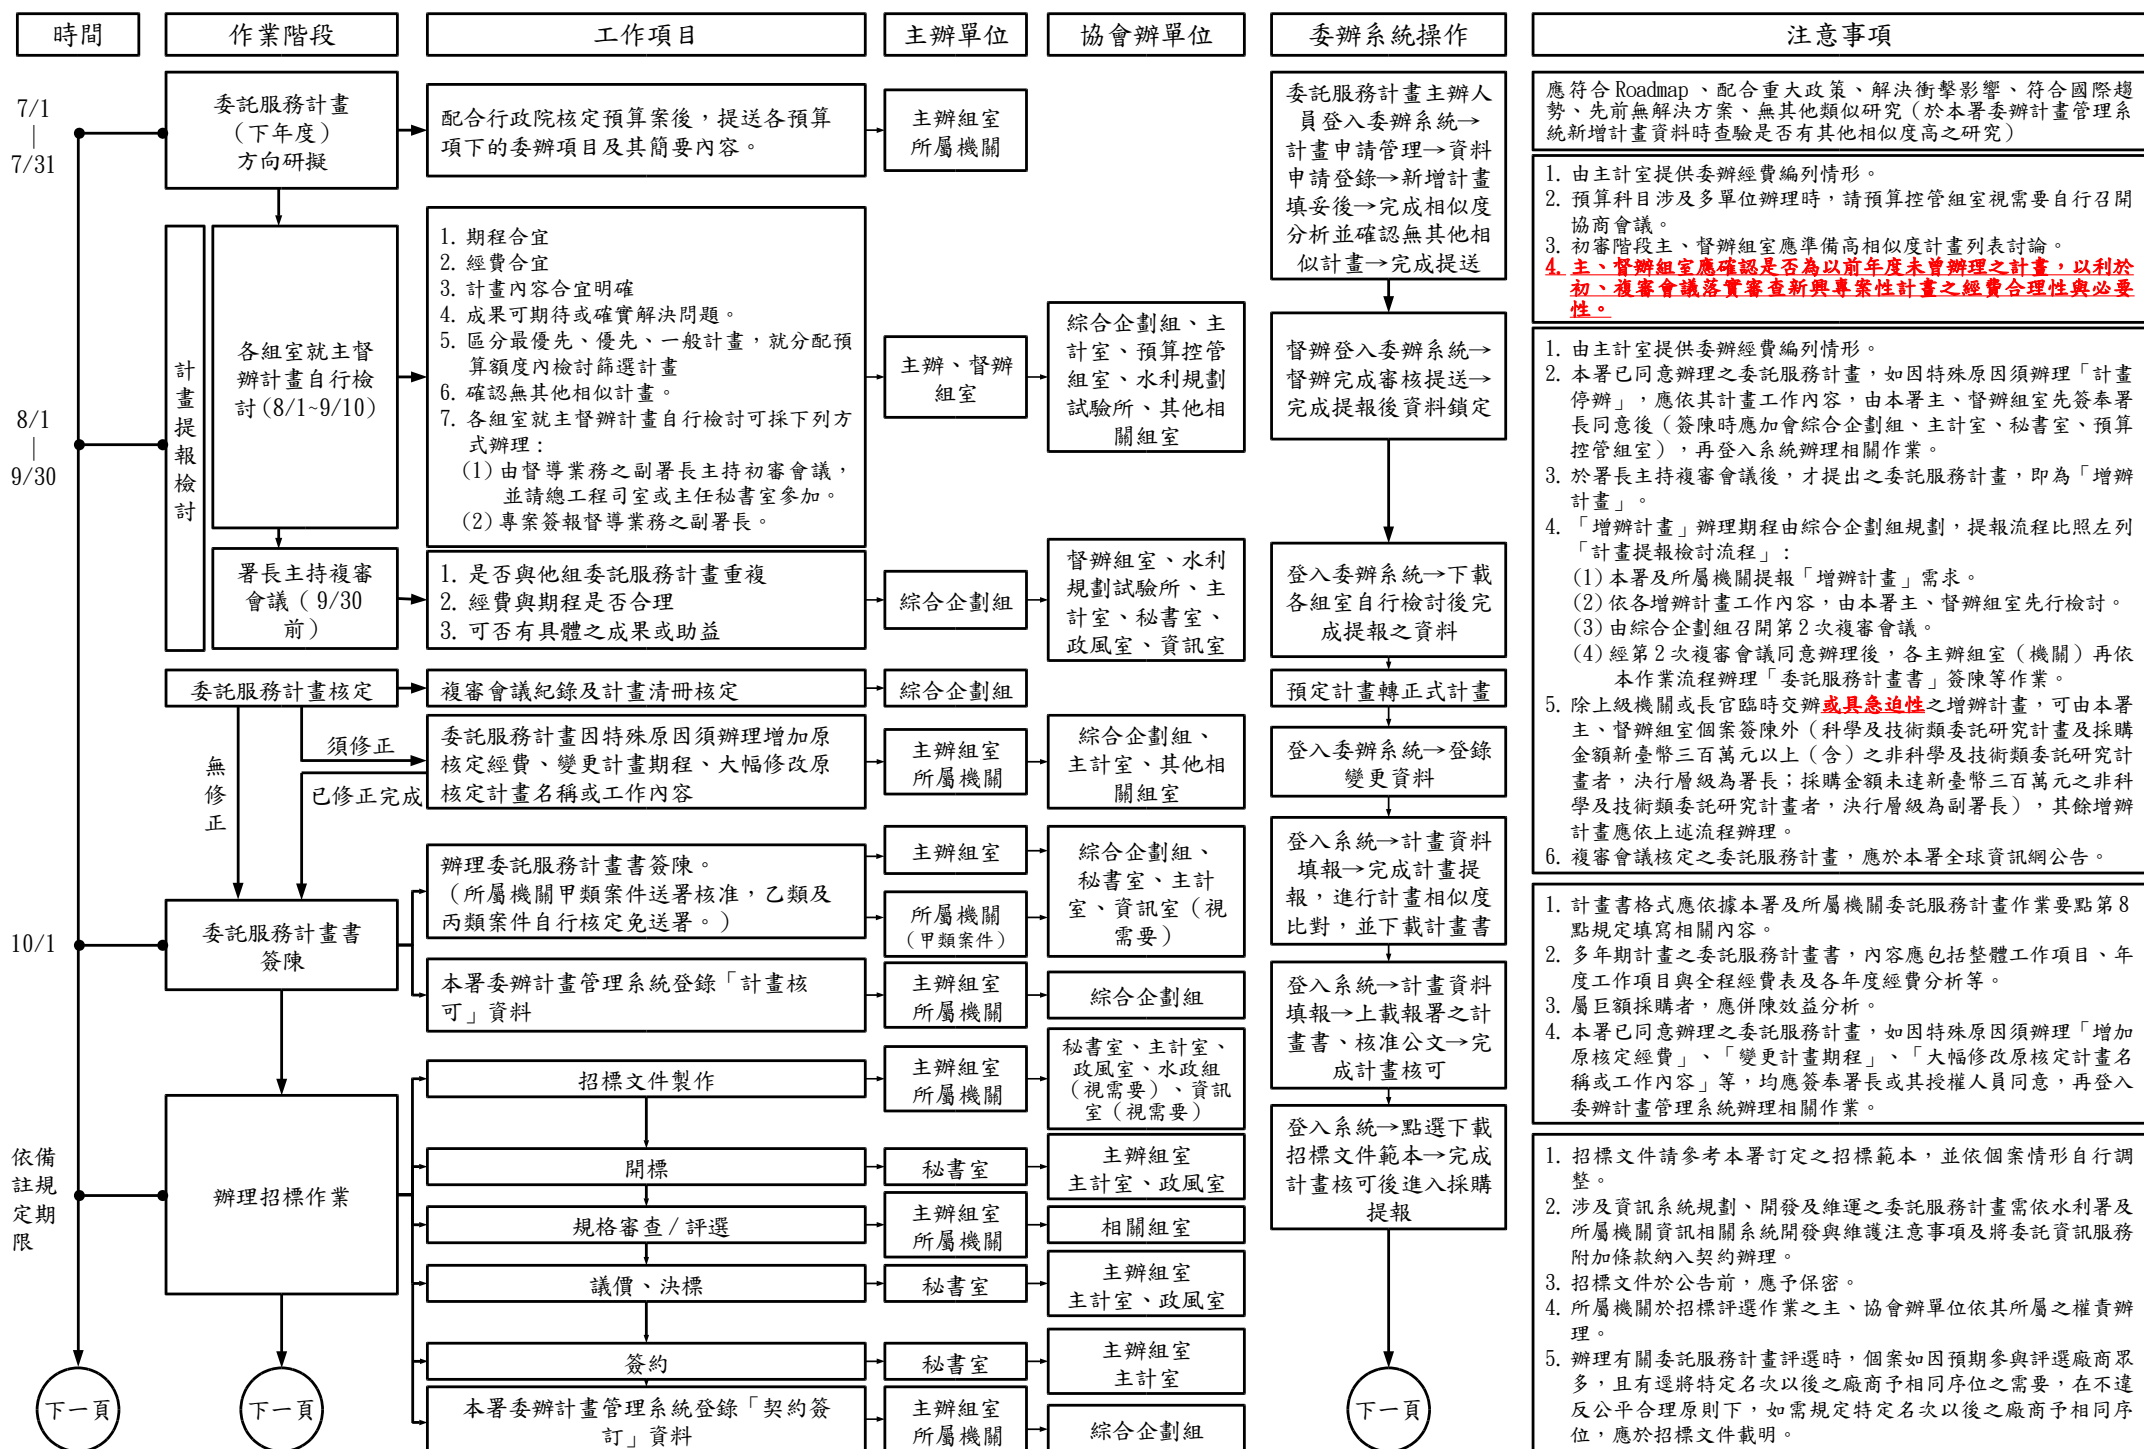 時間
作業階段
工作項目
主辦單位
協會辦單位
委辦系統操作
注意事項
7/1
|
7/31
委託服務計畫
（下年度）
方向研擬
配合行政院核定預算案後，提送各預算
項下的委辦項目及其簡要內容。
主辦組室
所屬機關
委託服務計畫主辦人
員登入委辦系統→
計畫申請管理→資料
申請登錄→新增計畫
填妥後→完成相似度
分析並確認無其他相
似計畫→完成提送
應符合Roadmap、配合重大政策、解決衝擊影響、符合國際趨
勢、先前無解決方案、無其他類似研究（於本署委辦計畫管理系
統新增計畫資料時查驗是否有其他相似度高之研究）
8/1
|
9/30
計畫提報檢討
各組室就主督
辦計畫自行檢
討(8/1~9/10)
1. 期程合宜
2. 經費合宜
3. 計畫內容合宜明確
4. 成果可期待或確實解決問題。
5. 區分最優先、優先、一般計畫，就分配預
算額度內檢討篩選計畫
6. 確認無其他相似計畫。
7. 各組室就主督辦計畫自行檢討可採下列方
式辦理：
(1)由督導業務之副署長主持初審會議，
並請總工程司室或主任秘書室參加。
(2)專案簽報督導業務之副署長。
主辦、督辦
組室
綜合企劃組、主
計室、預算控管
組室、水利規劃
試驗所、其他相
關組室
督辦登入委辦系統→
督辦完成審核提送→
完成提報後資料鎖定
1. 由主計室提供委辦經費編列情形。
2. 預算科目涉及多單位辦理時，請預算控管組室視需要自行召開
協商會議。
3. 初審階段主、督辦組室應準備高相似度計畫列表討論。
4. 主、督辦組室應確認是否為以前年度未曾辦理之計畫，以利於
初、複審會議落實審查新興專案性計畫之經費合理性與必要
性。
署長主持複審
會議（ 9/30
前）
1. 是否與他組委託服務計畫重複
2. 經費與期程是否合理
3. 可否有具體之成果或助益
綜合企劃組
督辦組室、水利
規劃試驗所、主
計室、秘書室、
政風室、資訊室
登入委辦系統→下載
各組室自行檢討後完
成提報之資料
1. 由主計室提供委辦經費編列情形。
2. 本署已同意辦理之委託服務計畫，如因特殊原因須辦理「計畫
停辦」，應依其計畫工作內容，由本署主、督辦組室先簽奉署
長同意後（簽陳時應加會綜合企劃組、主計室、秘書室、預算
控管組室），再登入系統辦理相關作業。
3. 於署長主持複審會議後，才提出之委託服務計畫，即為「增辦
計畫」。
4. 「增辦計畫」辦理期程由綜合企劃組規劃，提報流程比照左列
「計畫提報檢討流程」：
(1)本署及所屬機關提報「增辦計畫」需求。
(2)依各增辦計畫工作內容，由本署主、督辦組室先行檢討。
(3)由綜合企劃組召開第2次複審會議。
(4)經第2次複審會議同意辦理後，各主辦組室（機關）再依
本作業流程辦理「委託服務計畫書」簽陳等作業。
5. 除上級機關或長官臨時交辦或具急迫性之增辦計畫，可由本署
主、督辦組室個案簽陳外（科學及技術類委託研究計畫及採購
金額新臺幣三百萬元以上（含）之非科學及技術類委託研究計
畫者，決行層級為署長；採購金額未達新臺幣三百萬元之非科
學及技術類委託研究計畫者，決行層級為副署長），其餘增辦
計畫應依上述流程辦理。
6. 複審會議核定之委託服務計畫，應於本署全球資訊網公告。
委託服務計畫核定
複審會議紀錄及計畫清冊核定
綜合企劃組
預定計畫轉正式計畫
無修正
須修正
已修正完成
委託服務計畫因特殊原因須辦理增加原
核定經費、變更計畫期程、大幅修改原
核定計畫名稱或工作內容
主辦組室
所屬機關
綜合企劃組、
主計室、其他相
關組室
登入委辦系統→登錄
變更資料
10/1
委託服務計畫書
簽陳
辦理委託服務計畫書簽陳。
（所屬機關甲類案件送署核准，乙類及
丙類案件自行核定免送署。）
主辦組室
所屬機關
（甲類案件）
綜合企劃組、
秘書室、主計
室、資訊室（視
需要）
登入系統→計畫資料
填報→完成計畫提
報，進行計畫相似度
比對，並下載計畫書
本署委辦計畫管理系統登錄「計畫核
可」資料
主辦組室
所屬機關
綜合企劃組
登入系統→計畫資料
填報→上載報署之計
畫書、核准公文→完
成計畫核可
1. 計畫書格式應依據本署及所屬機關委託服務計畫作業要點第8
點規定填寫相關內容。
2. 多年期計畫之委託服務計畫書，內容應包括整體工作項目、年
度工作項目與全程經費表及各年度經費分析等。
3. 屬巨額採購者，應併陳效益分析。
4. 本署已同意辦理之委託服務計畫，如因特殊原因須辦理「增加
原核定經費」、「變更計畫期程」、「大幅修改原核定計畫名
稱或工作內容」等，均應簽奉署長或其授權人員同意，再登入
委辦計畫管理系統辦理相關作業。
依備
註規
定期
限
辦理招標作業
招標文件製作
主辦組室
所屬機關
秘書室、主計室、
政風室、水政組
（視需要）、資訊
室（視需要）
登入系統→點選下載
招標文件範本→完成
計畫核可後進入採購
提報
開標
秘書室
主辦組室
主計室、政風室
規格審查/評選
主辦組室
所屬機關
相關組室
議價、決標
秘書室
主辦組室
主計室、政風室
簽約
秘書室
主辦組室
主計室
本署委辦計畫管理系統登錄「契約簽
訂」資料
主辦組室
所屬機關
綜合企劃組
1. 招標文件請參考本署訂定之招標範本，並依個案情形自行調
整。
2. 涉及資訊系統規劃、開發及維運之委託服務計畫需依水利署及
所屬機關資訊相關系統開發與維護注意事項及將委託資訊服務
附加條款納入契約辦理。
3. 招標文件於公告前，應予保密。
4. 所屬機關於招標評選作業之主、協會辦單位依其所屬之權責辦
理。
5. 辦理有關委託服務計畫評選時，個案如因預期參與評選廠商眾
多，且有逕將特定名次以後之廠商予相同序位之需要，在不違
反公平合理原則下，如需規定特定名次以後之廠商予相同序
位，應於招標文件載明。
下一頁
下一頁
下一頁